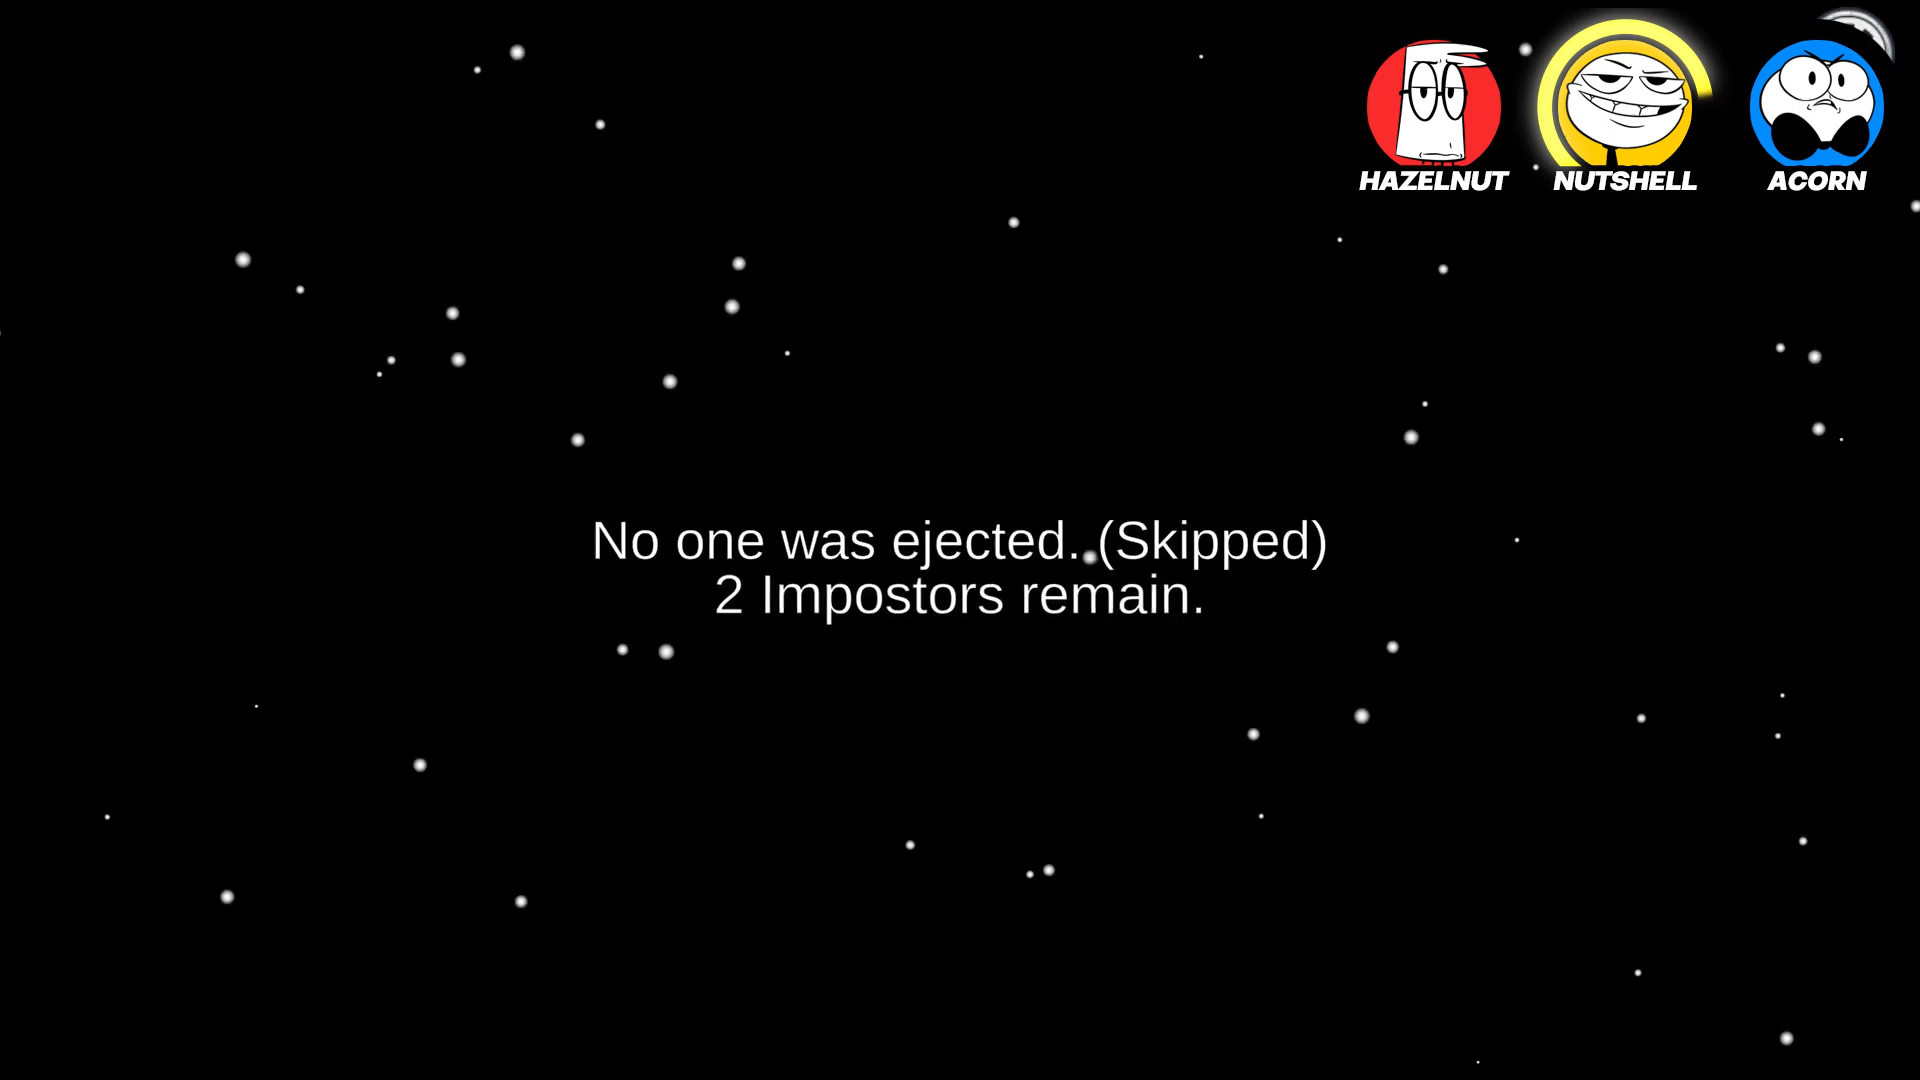 HAZELNUT NUTSHELL ACORN
No one was ejected. (Skipped)
2 Impostors remain.